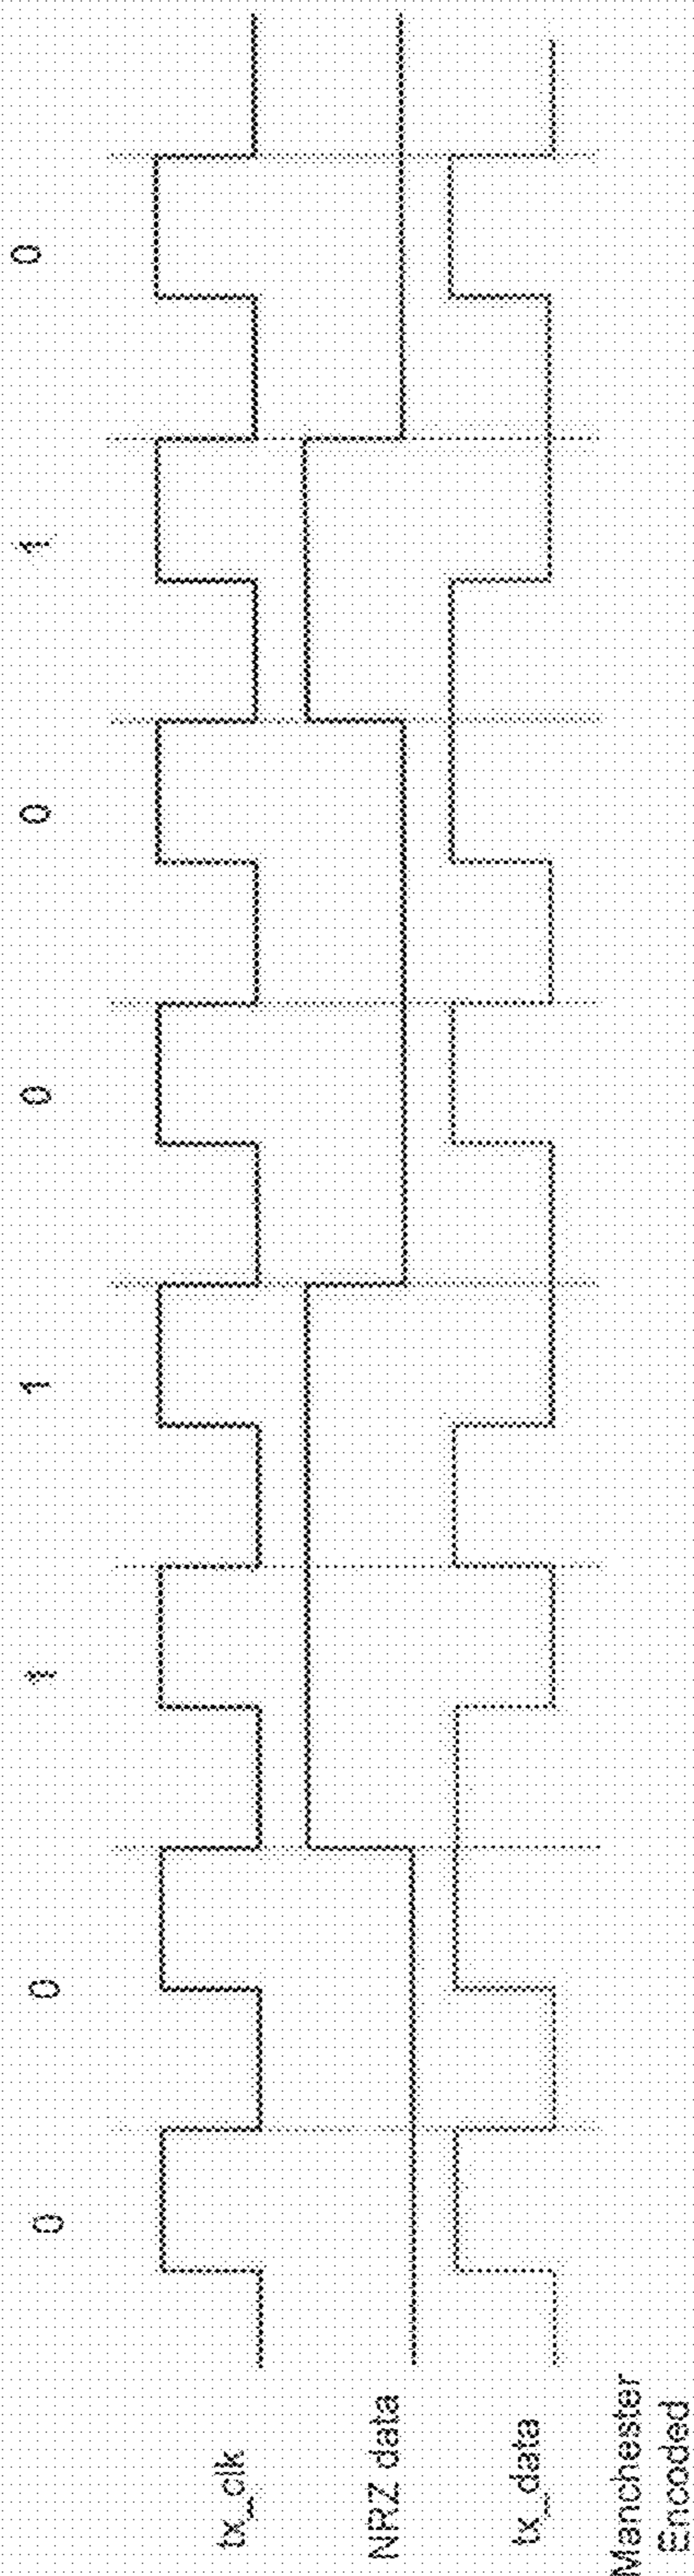 0 0 1 1 0 0 1 0
tx_clk
NRZ data
tx_data
Manchester
Encoded